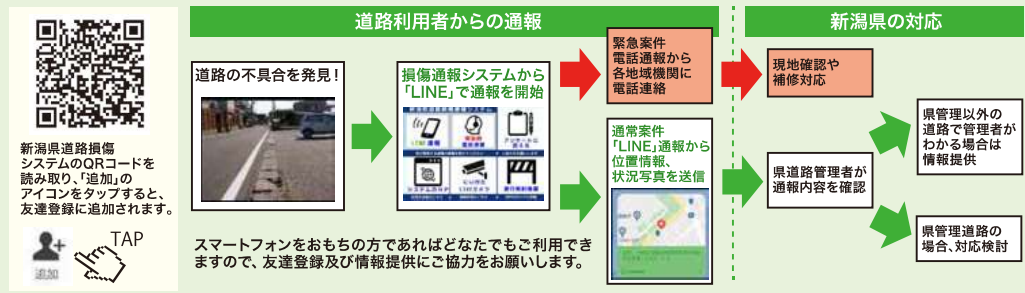 新潟県道路損傷
システムのQRコードを
読み取り、「追加」の
アイコンをタップすると、
友達登録に追加されます。
追加
TAP
道路利用者からの通報
道路の不具合を発見！
損傷通報システムから
「LINE」で通報を開始
緊急案件
電話通報から
各地域機関に
電話連絡
通常案件
「LINE」通報から
位置情報、
状況写真を送信
スマートフォンをおもちの方であればどなたでもご利用でき
ますので、友達登録及び情報提供にご協力をお願いします。
新潟県の対応
現地確認や
補修対応
県道路管理者が
通報内容を確認
県管理以外の
道路で管理者が
わかる場合は
情報提供
県管理道路の
場合、対応検討